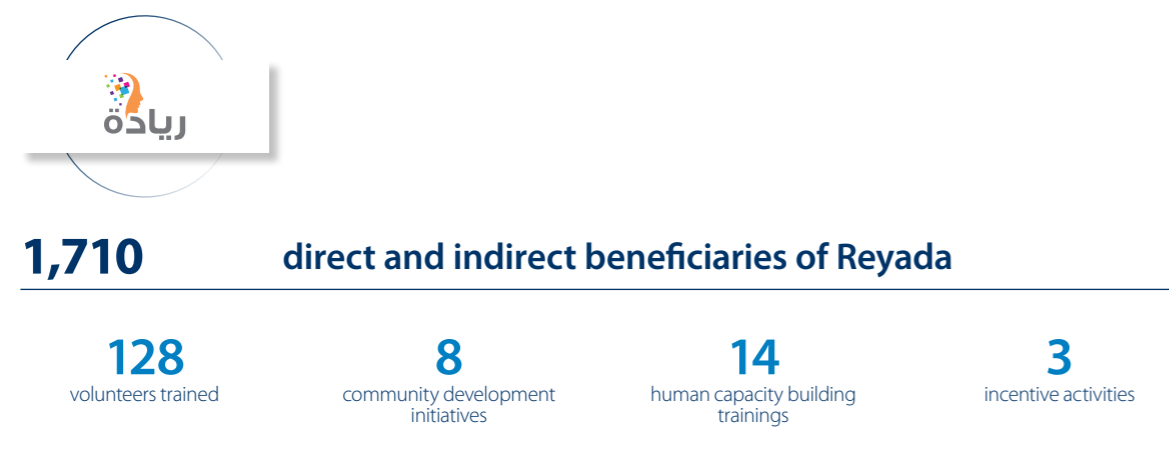 ريادة
1,710 direct and indirect beneficiaries of Reyada
128 8 14 3
volunteers trained community development human capacity building incentive activities
initiatives trainings